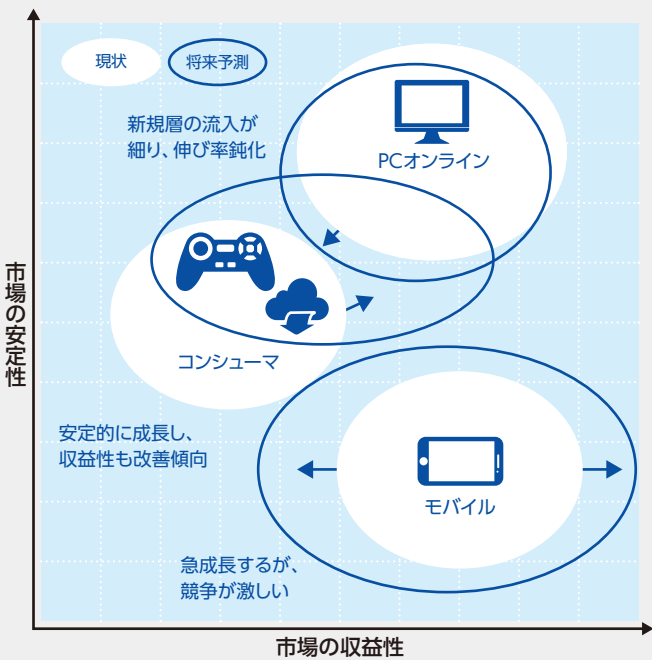 現状
将来予測
新規層の流入が
細り、伸び率鈍化
PCオンライン
市場の安定性
コンシューマ
安定的に成長し、
収益性も改善傾向
モバイル
急成長するが、
競争が激しい
市場の収益性